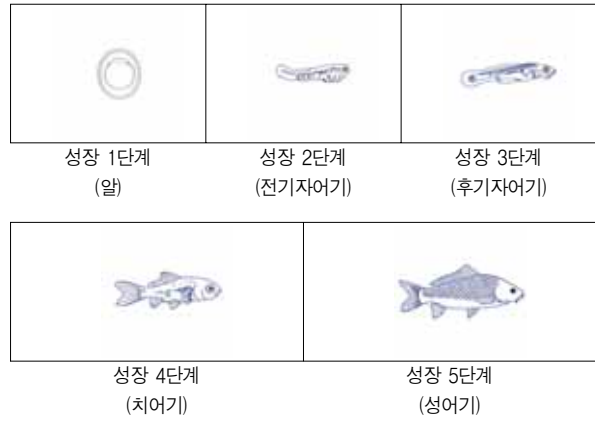 성장 1단계
(알)
성장 2단계
(전기자어기)
성장 3단계
(후기자어기)
성장 4단계
(치어기)
성장 5단계
(성어기)